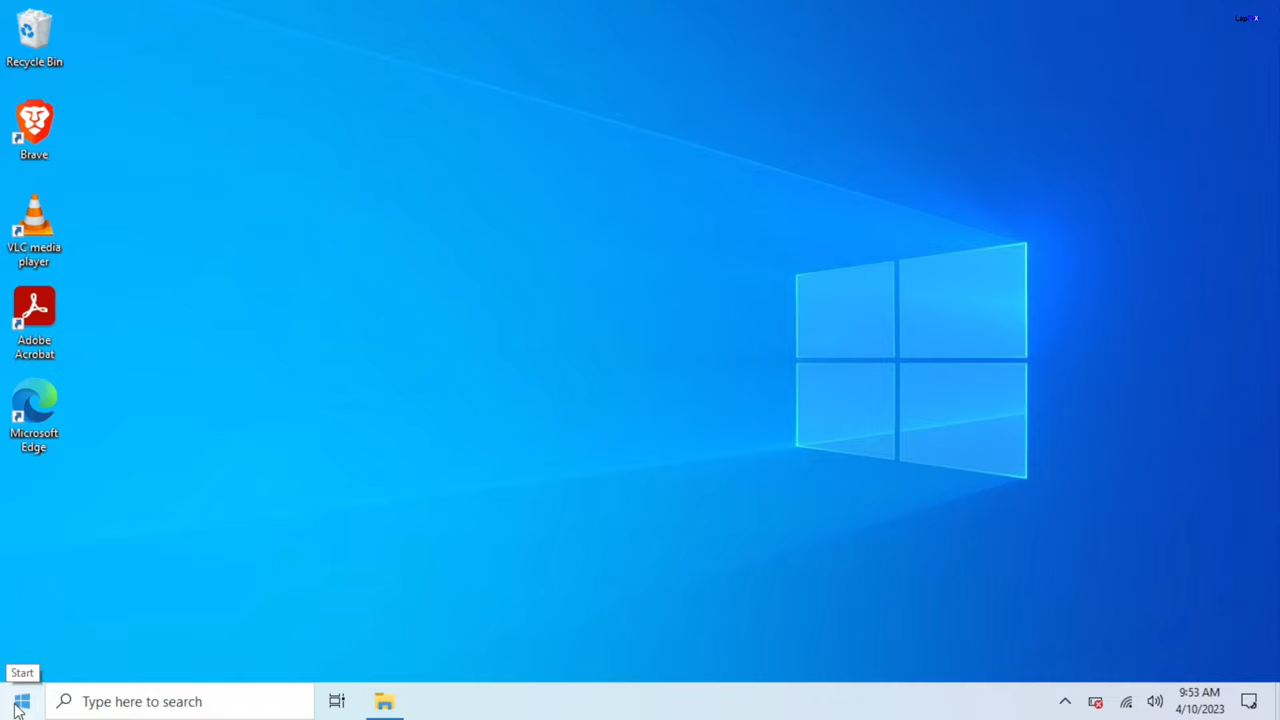 LapFIX
Recycle Bin
Brave
VLC media
player
Adobe
Acrobat
Microsoft
Edge
Start
Type here to search
9:53 AM
4/10/2023